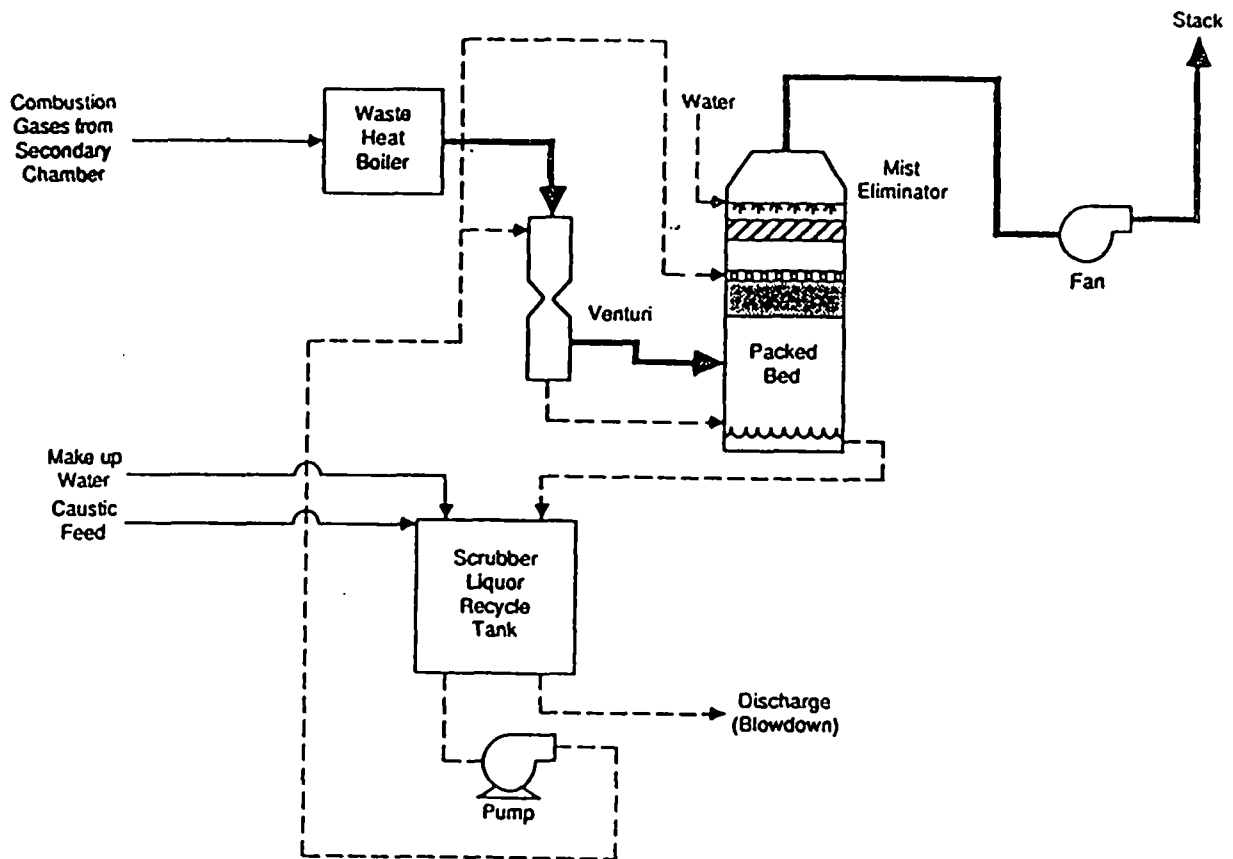 Stack
Combustion
Gases from
Secondary
Chamber
Waste
Heat
Boiler
Water
Mist
Eliminator
Fan
Venturi
Packed
Bed
Make up
Water
Caustic
Feed
Scrubber
Liquor
Recycle
Tank
Discharge
(Blowdown)
Pump